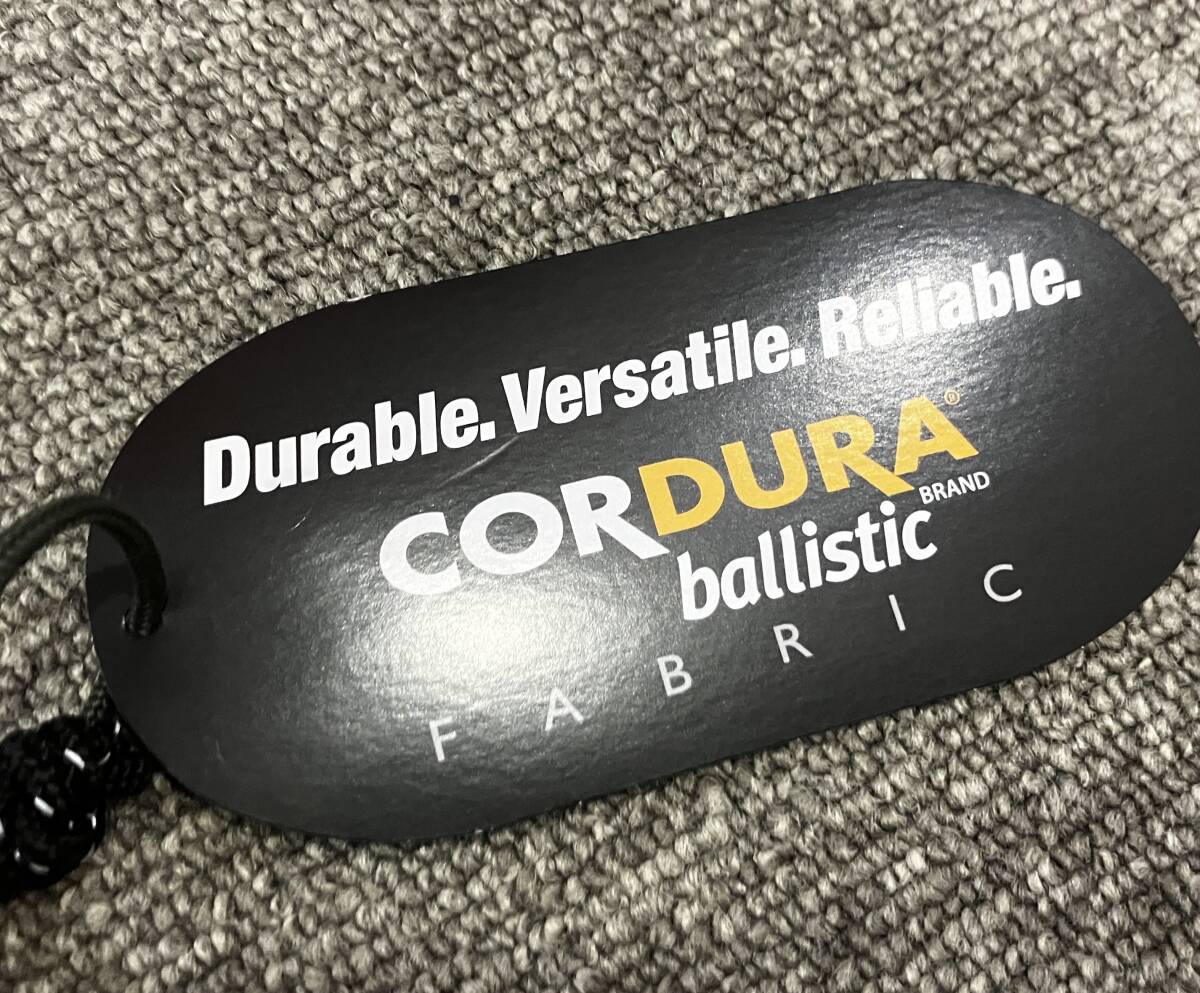 Durable. Versatile. Reliable.
CORDURA®
BRAND
ballistic
FABRIC